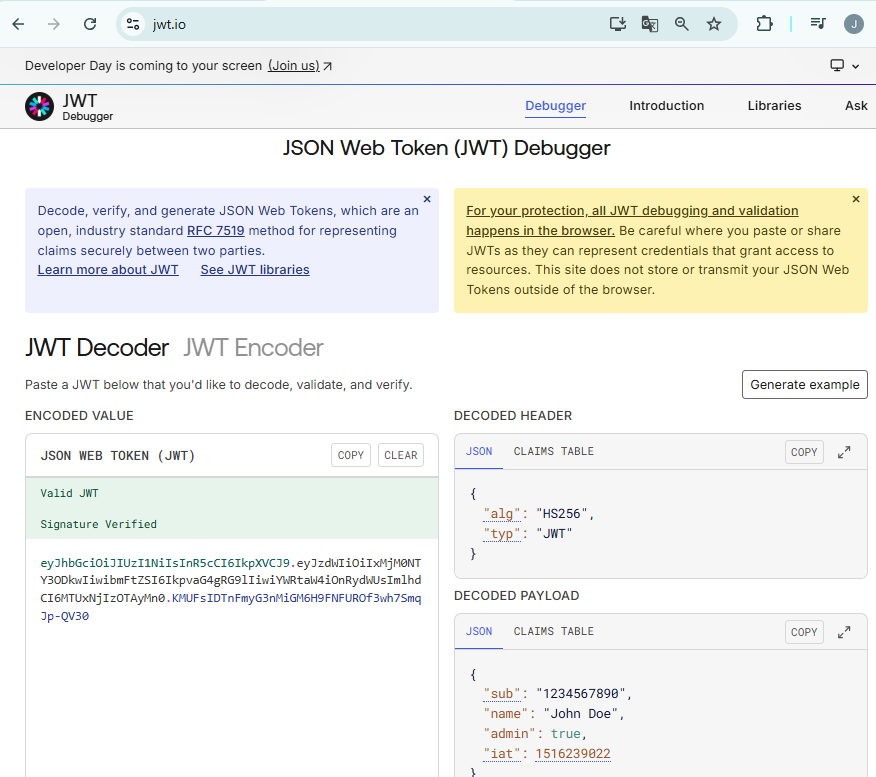 jwt.io
J
Developer Day is coming to your screen (Join us)
JWT
Debugger
Debugger
Introduction
Libraries
Ask
JSON Web Token (JWT) Debugger
Decode, verify, and generate JSON Web Tokens, which are an
open, industry standard RFC 7519 method for representing
claims securely between two parties.
Learn more about JWT See JWT libraries
For your protection, all JWT debugging and validation
happens in the browser. Be careful where you paste or share
JWTs as they can represent credentials that grant access to
resources. This site does not store or transmit your JSON Web
Tokens outside of the browser.
JWT Decoder JWT Encoder
Paste a JWT below that you'd like to decode, validate, and verify.
Generate example
ENCODED VALUE
JSON WEB TOKEN (JWT)
COPY
CLEAR
Valid JWT
Signature Verified
eyJhbGciOiJIUzI1NiIsInR5cCI6IkpXVCJ9.eyJzdWIiOiIxMjM0NT
Y3ODkwIiwibmFtZSI6IkpvaG4gRG9lIiwiYWRtaW4iOnRydWUsImlhd
CI6MTUxNjIzOTAyMn0.KMUFsIDTnFmyG3nMiGM6H9FNFUROf3wh7Smq
Jp-QV30
DECODED HEADER
JSON
CLAIMS TABLE
COPY
{
"alg": "HS256",
"typ": "JWT"
}
DECODED PAYLOAD
JSON
CLAIMS TABLE
COPY
{
"sub": "1234567890",
"name": "John Doe",
"admin": true,
"iat": 1516239022
}